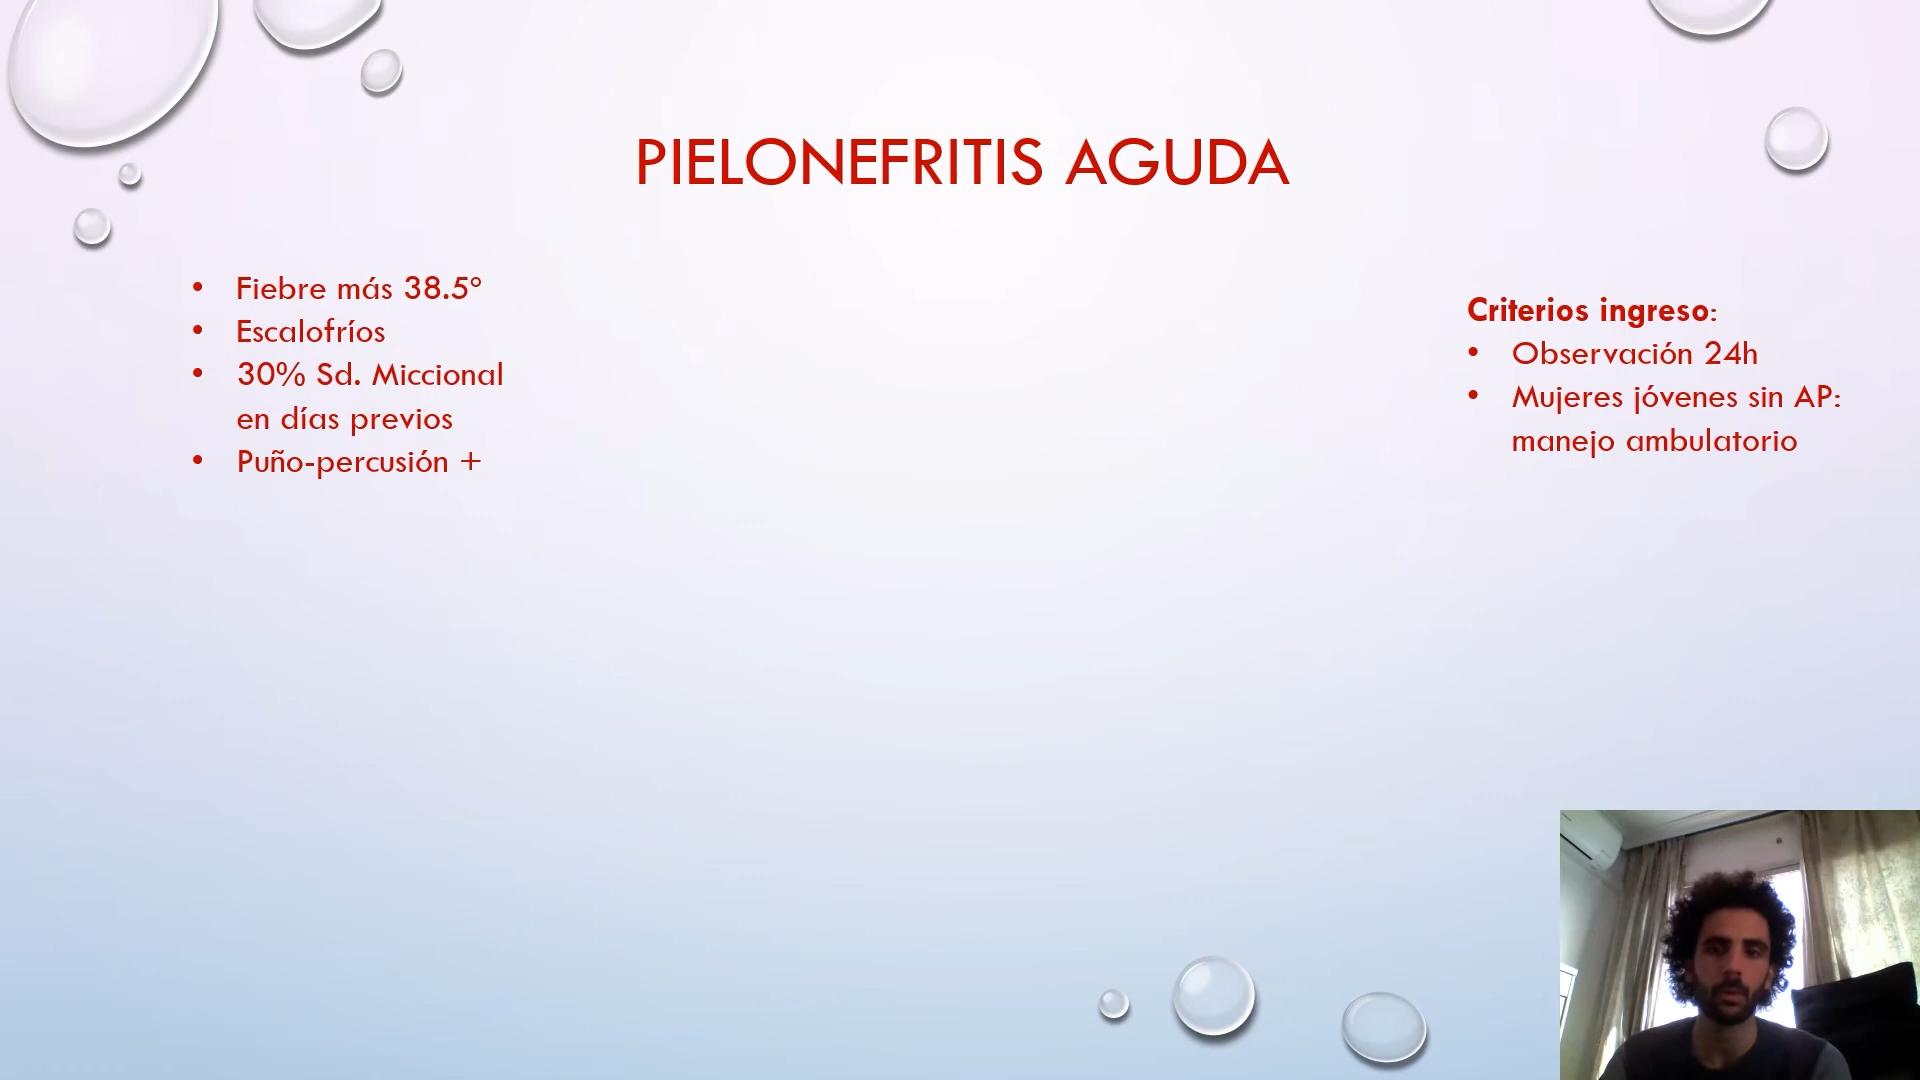 PIELONEFRITIS AGUDA
• Fiebre más 38.5º
• Escalofríos
• 30% Sd. Miccional
en días previos
• Puño-percusión +
Criterios ingreso:
• Observación 24h
• Mujeres jóvenes sin AP:
manejo ambulatorio